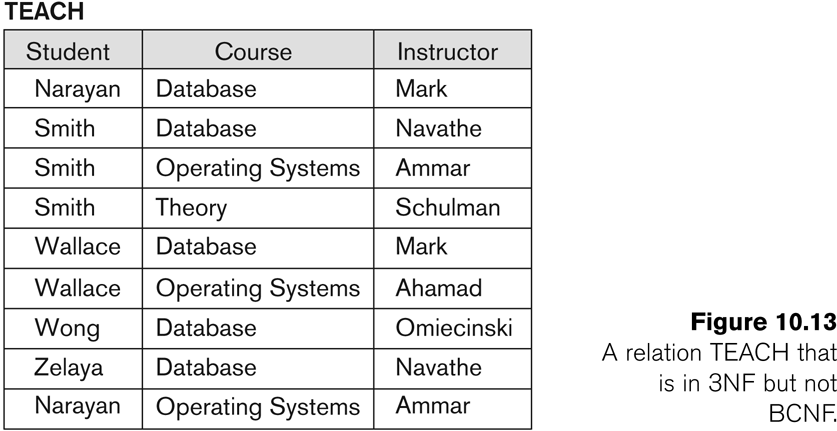 TEACH
Student Course Instructor
Narayan Database Mark
Smith Database Navathe
Smith Operating Systems Ammar
Smith Theory Schulman
Wallace Database Mark
Wallace Operating Systems Ahamad
Wong Database Omiecinski
Zelaya Database Navathe
Narayan Operating Systems Ammar
Figure 10.13
A relation TEACH that
is in 3NF but not
BCNF.